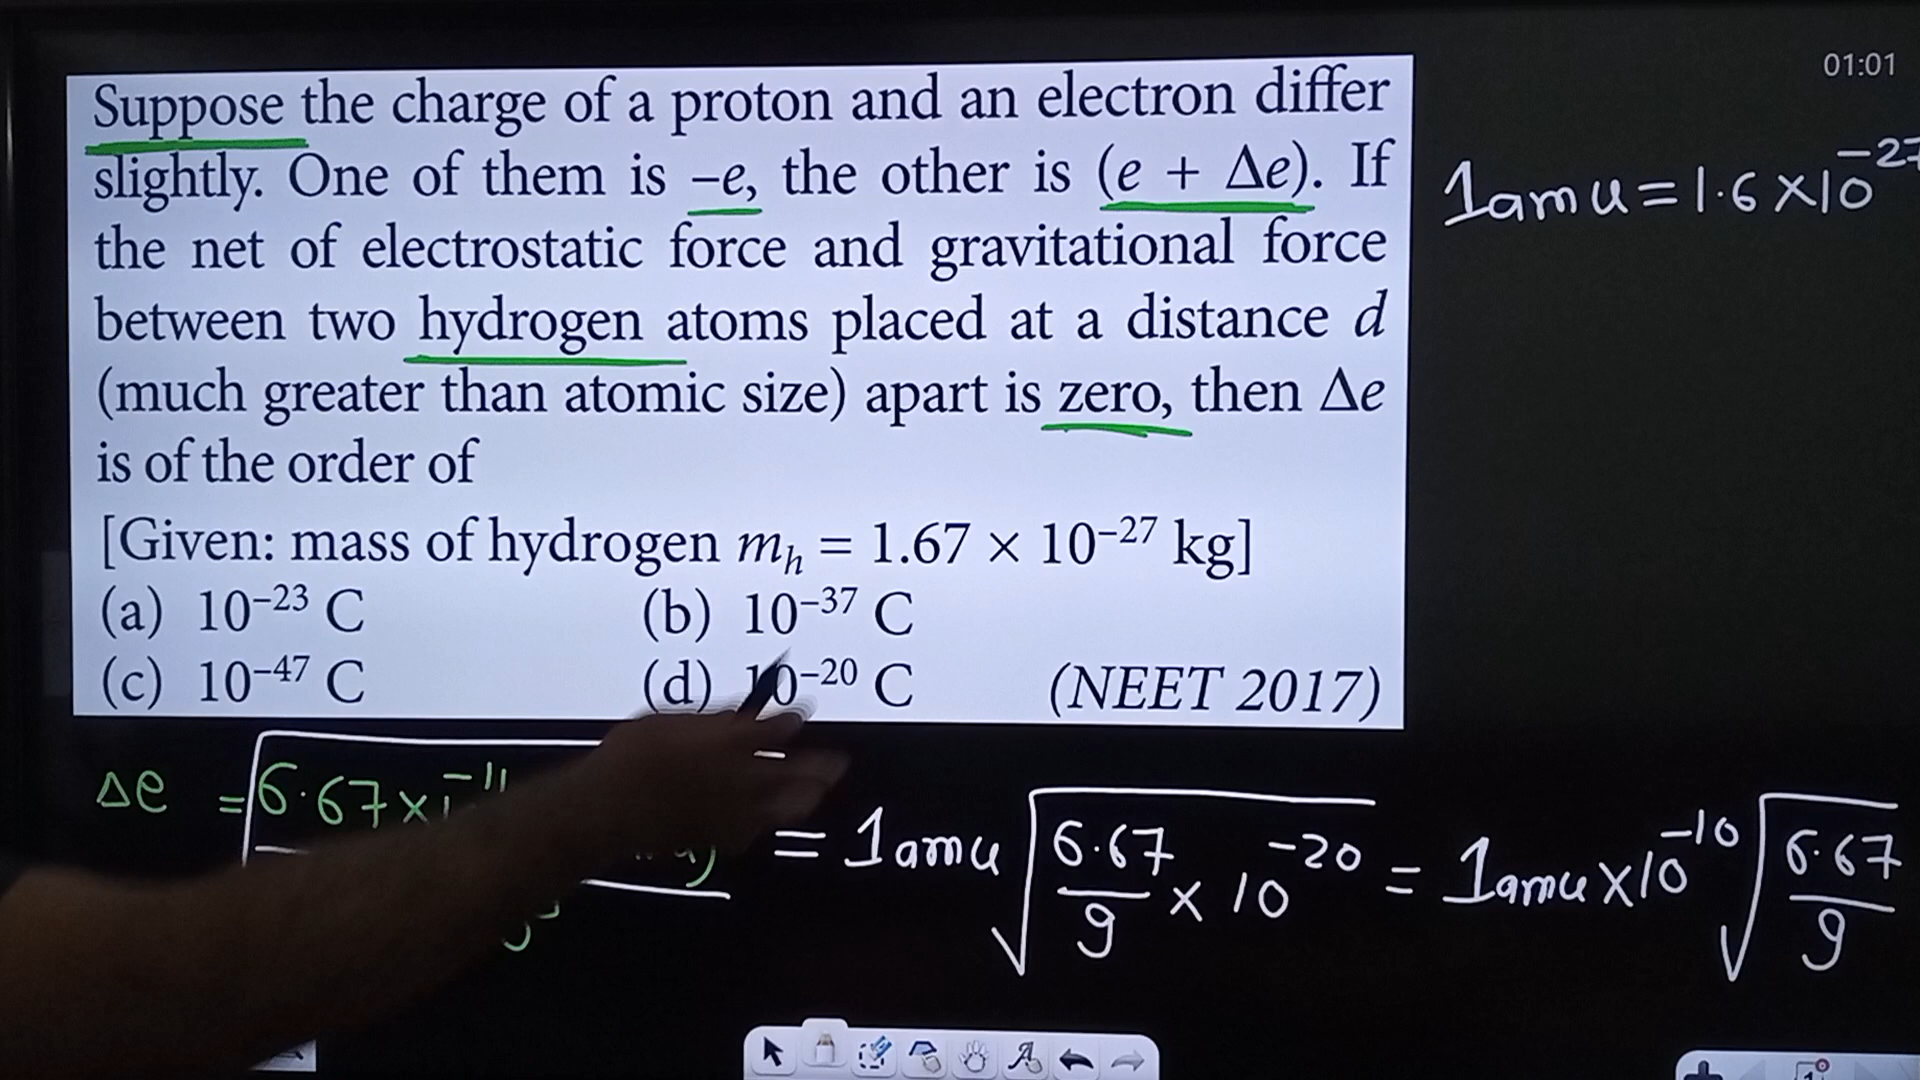 01:01
Suppose the charge of a proton and an electron differ
slightly. One of them is –e, the other is (e + Δe). If
the net of electrostatic force and gravitational force
between two hydrogen atoms placed at a distance d
(much greater than atomic size) apart is zero, then Δe
is of the order of
[Given: mass of hydrogen mₕ = 1.67 × 10⁻²⁷ kg]
(a) 10⁻²³ C (b) 10⁻³⁷ C
(c) 10⁻⁴⁷ C (d) 10⁻²⁰ C (NEET 2017)
1amu = 1.6 × 10⁻²⁷
Δe = √6.67 ×
= 1amu √(6.67/9 × 10⁻²⁰) = 1amu × 10⁻¹⁰ √(6.67/9)